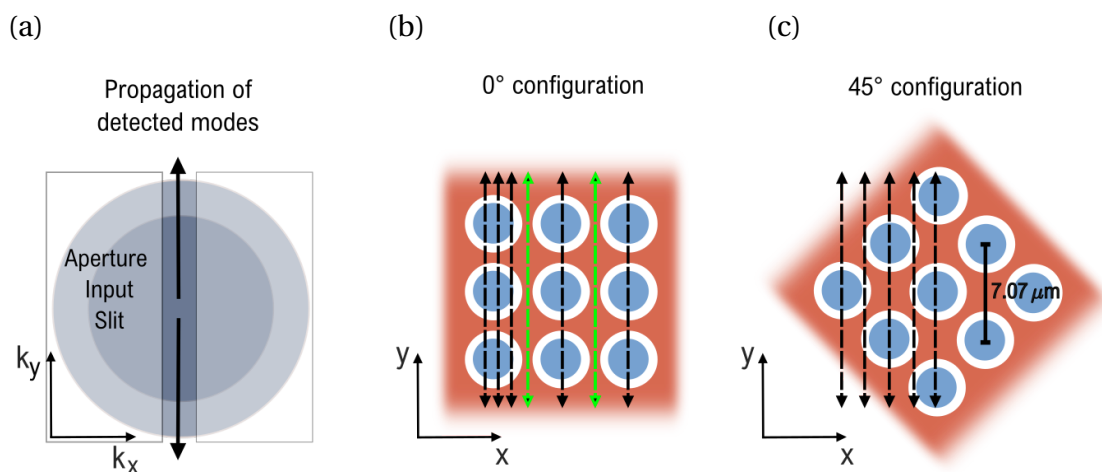 (a)
Propagation of
detected modes
Aperture
Input
Slit
ky
kx
(b)
0° configuration
y
x
(c)
45° configuration
7.07 μm
y
x